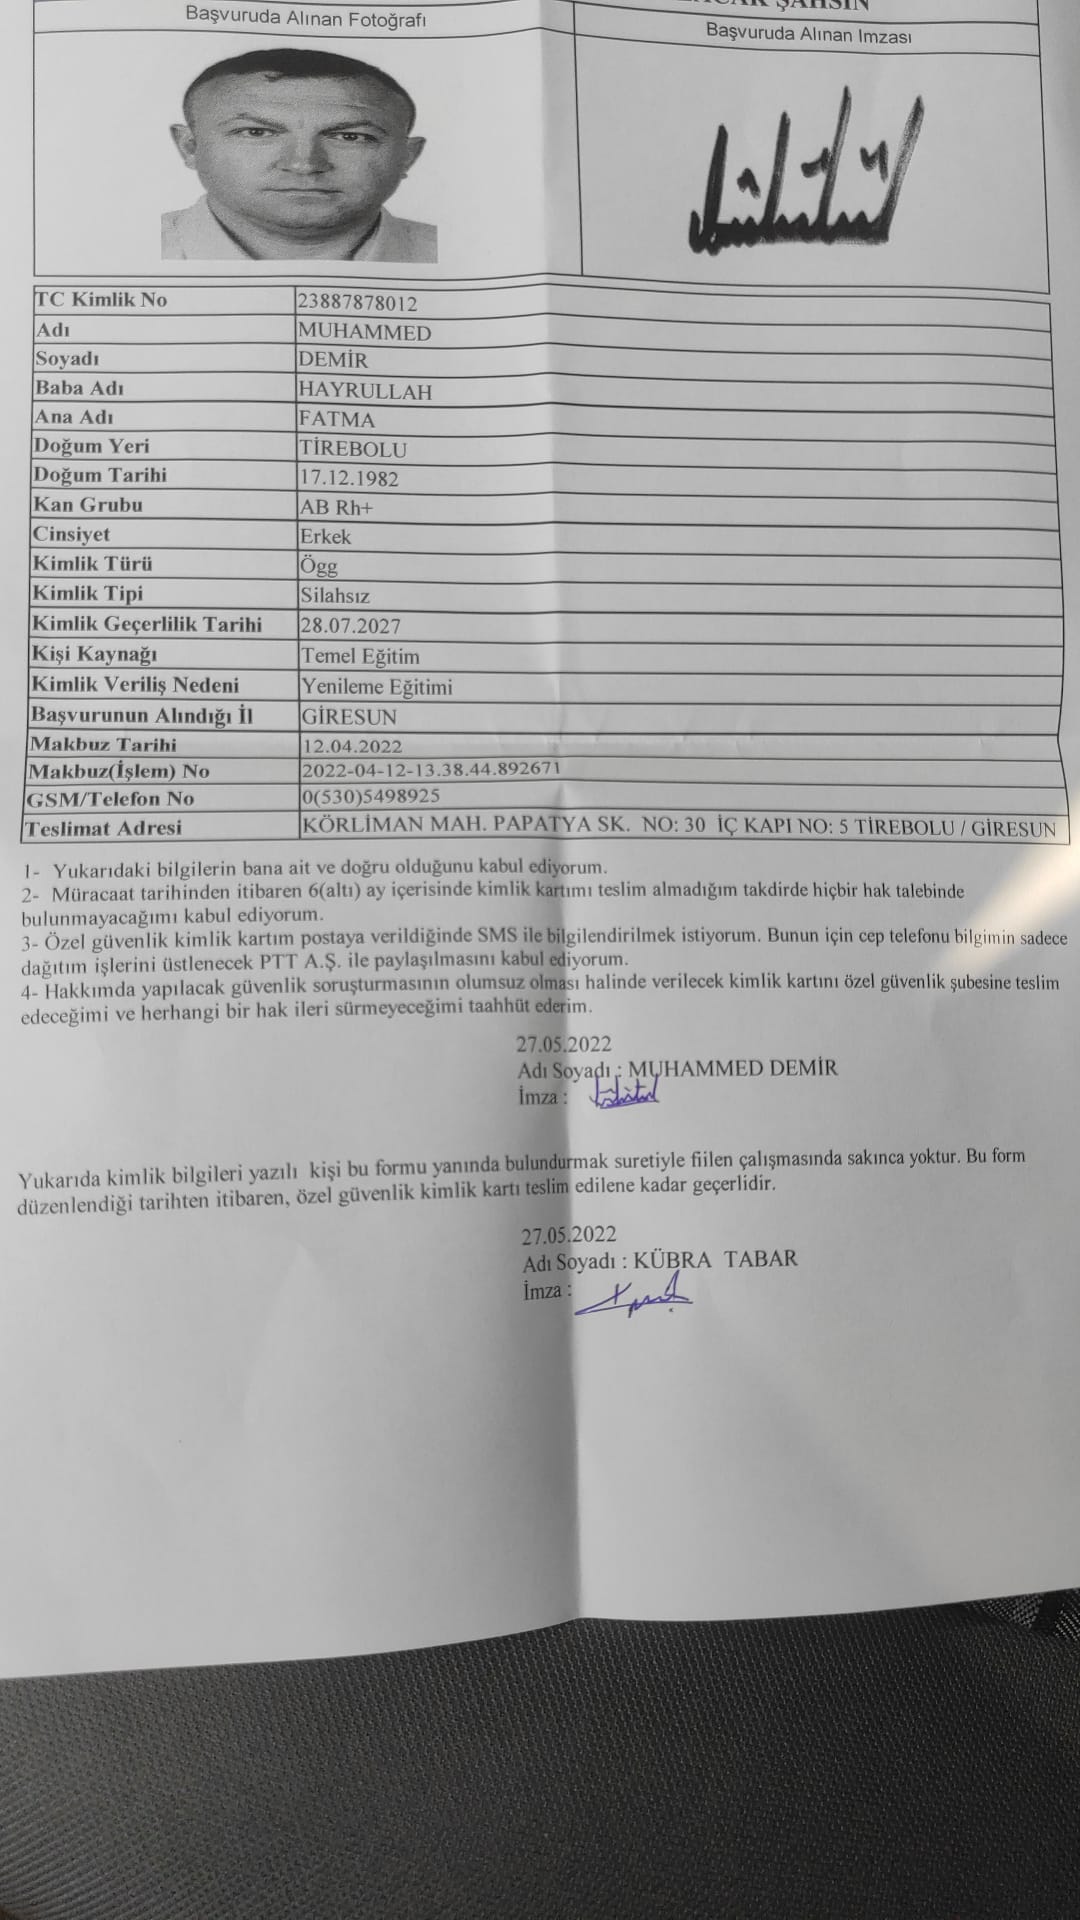 ŞAHSIN
Başvuruda Alınan Fotoğrafı
Başvuruda Alınan Imzası
TC Kimlik No 23887878012
Adı MUHAMMED
Soyadı DEMİR
Baba Adı HAYRULLAH
Ana Adı FATMA
Doğum Yeri TİREBOLU
Doğum Tarihi 17.12.1982
Kan Grubu AB Rh+
Cinsiyet Erkek
Kimlik Türü Ögg
Kimlik Tipi Silahsız
Kimlik Geçerlilik Tarihi 28.07.2027
Kişi Kaynağı Temel Eğitim
Kimlik Veriliş Nedeni Yenileme Eğitimi
Başvurunun Alındığı İl GİRESUN
Makbuz Tarihi 12.04.2022
Makbuz(İşlem) No 2022-04-12-13.38.44.892671
GSM/Telefon No 0(530)5498925
Teslimat Adresi KÖRLİMAN MAH. PAPATYA SK. NO: 30 İÇ KAPI NO: 5 TİREBOLU / GİRESUN
1- Yukarıdaki bilgilerin bana ait ve doğru olduğunu kabul ediyorum.
2- Müracaat tarihinden itibaren 6(altı) ay içerisinde kimlik kartımı teslim almadığım takdirde hiçbir hak talebinde
bulunmayacağımı kabul ediyorum.
3- Özel güvenlik kimlik kartım postaya verildiğinde SMS ile bilgilendirilmek istiyorum. Bunun için cep telefonu bilgimin sadece
dağıtım işlerini üstlenecek PTT A.Ş. ile paylaşılmasını kabul ediyorum.
4- Hakkımda yapılacak güvenlik soruşturmasının olumsuz olması halinde verilecek kimlik kartını özel güvenlik şubesine teslim
edeceğimi ve herhangi bir hak ileri sürmeyeceğimi taahhüt ederim.
27.05.2022
Adı Soyadı : MUHAMMED DEMİR
İmza :
Yukarıda kimlik bilgileri yazılı kişi bu formu yanında bulundurmak suretiyle fiilen çalışmasında sakınca yoktur. Bu form
düzenlendiği tarihten itibaren, özel güvenlik kimlik kartı teslim edilene kadar geçerlidir.
27.05.2022
Adı Soyadı : KÜBRA TABAR
İmza :